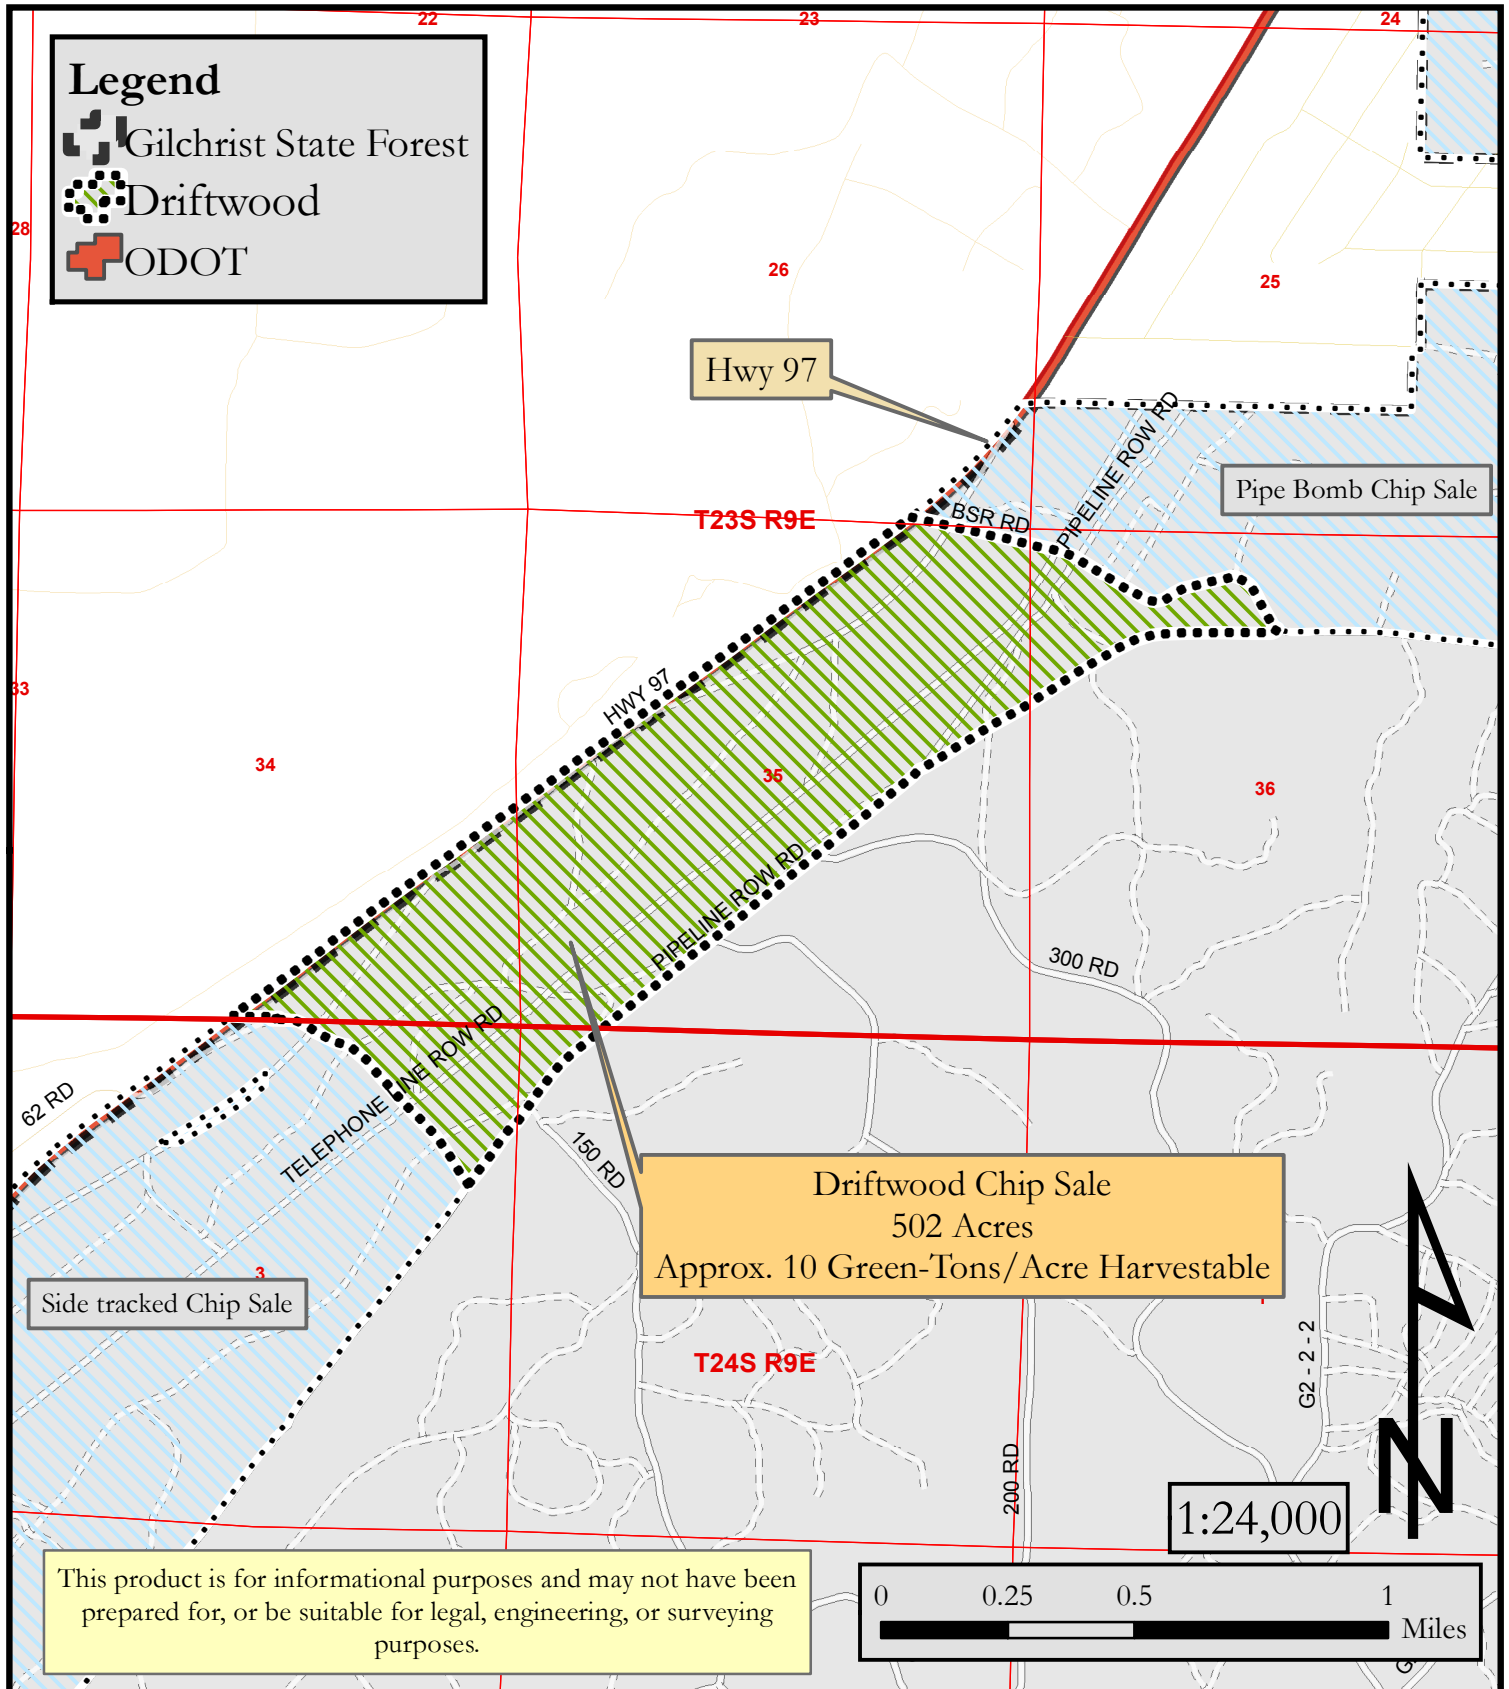 22
23
24
Legend
Gilchrist State Forest
Driftwood
ODOT
28
26
25
Hwy 97
PIPELINE ROW RD
Pipe Bomb Chip Sale
T23S R9E
BSR RD
HWY 97
33
34
35
36
PIPELINE ROW RD
300 RD
TELEPHONE LINE ROW RD
62 RD
150 RD
Driftwood Chip Sale
502 Acres
Approx. 10 Green-Tons/Acre Harvestable
3
Side tracked Chip Sale
T24S R9E
G2 - 2 - 2
200 RD
N
1:24,000
This product is for informational purposes and may not have been
prepared for, or be suitable for legal, engineering, or surveying
purposes.
0 0.25 0.5 1
Miles